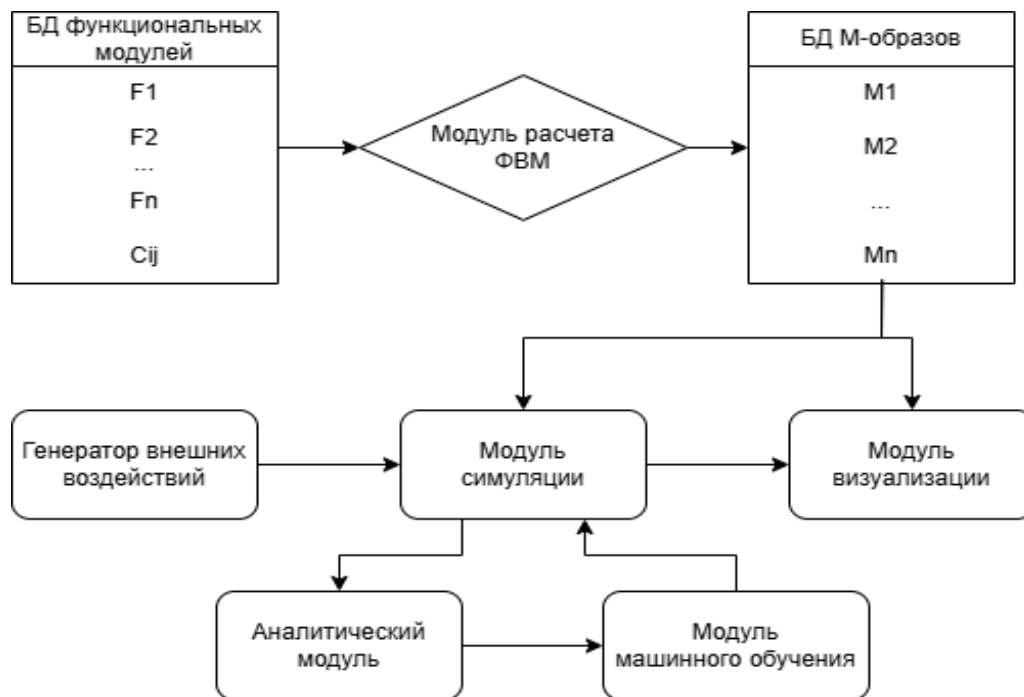 БД функциональных
модулей
F1
F2
...
Fn
Cij
Модуль расчета
ФВМ
БД М-образов
M1
M2
...
Mn
Генератор внешних
воздействий
Модуль
симуляции
Модуль
визуализации
Аналитический
модуль
Модуль
машинного обучения